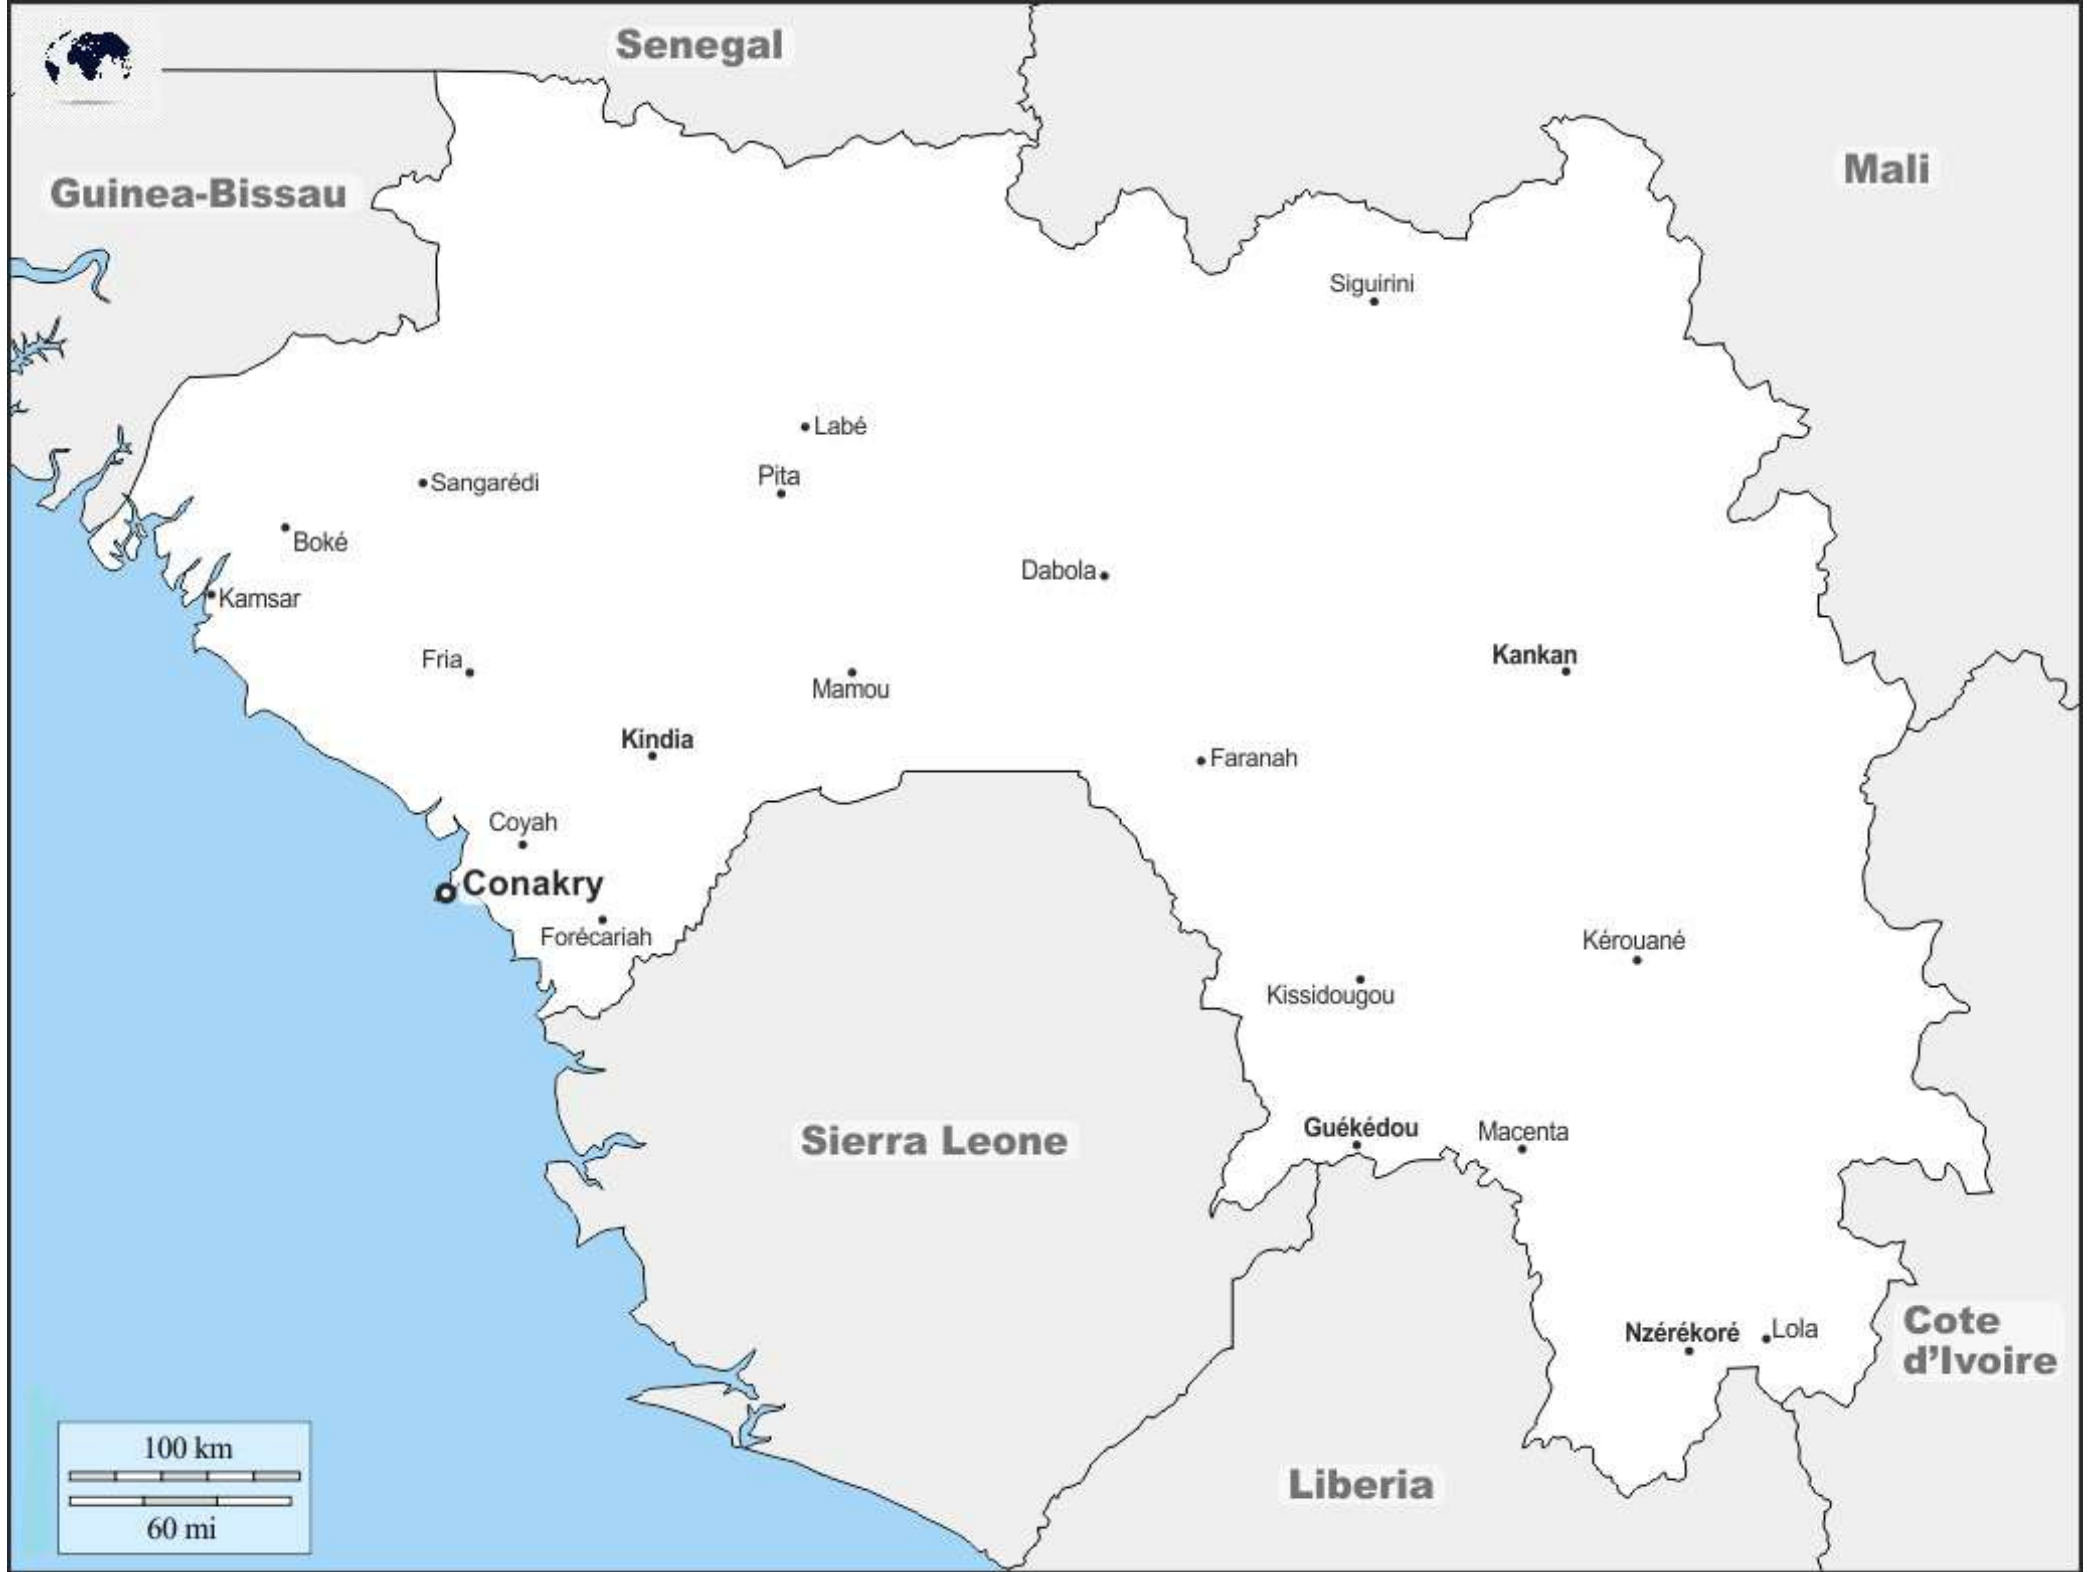 Senegal
Mali
Guinea-Bissau
Siguirini
Labé
Pita
Sangarédi
Boké
Dabola
Kamsar
Fria
Kankan
Mamou
Kindia
Faranah
Coyah
Conakry
Forécariah
Kérouané
Kissidougou
Guékédou
Macenta
Sierra Leone
Nzérékoré
Lola
Cote
d'Ivoire
Liberia
100 km
60 mi